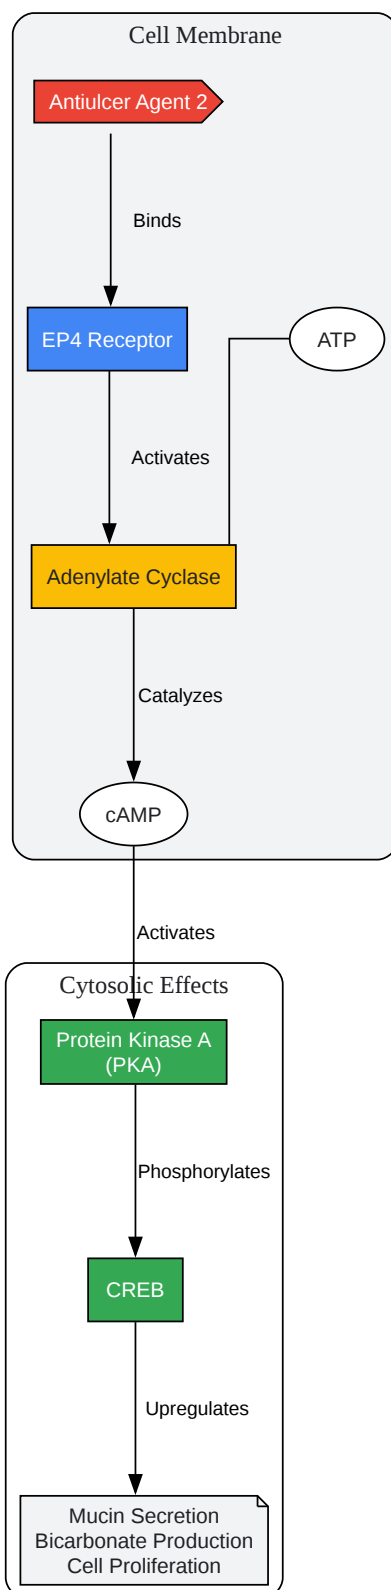 Cell Membrane
Antiulcer Agent 2
Binds
EP4 Receptor
ATP
Activates
Adenylate Cyclase
Catalyzes
cAMP
Activates
Cytosolic Effects
Protein Kinase A
(PKA)
Phosphorylates
CREB
Upregulates
Mucin Secretion
Bicarbonate Production
Cell Proliferation